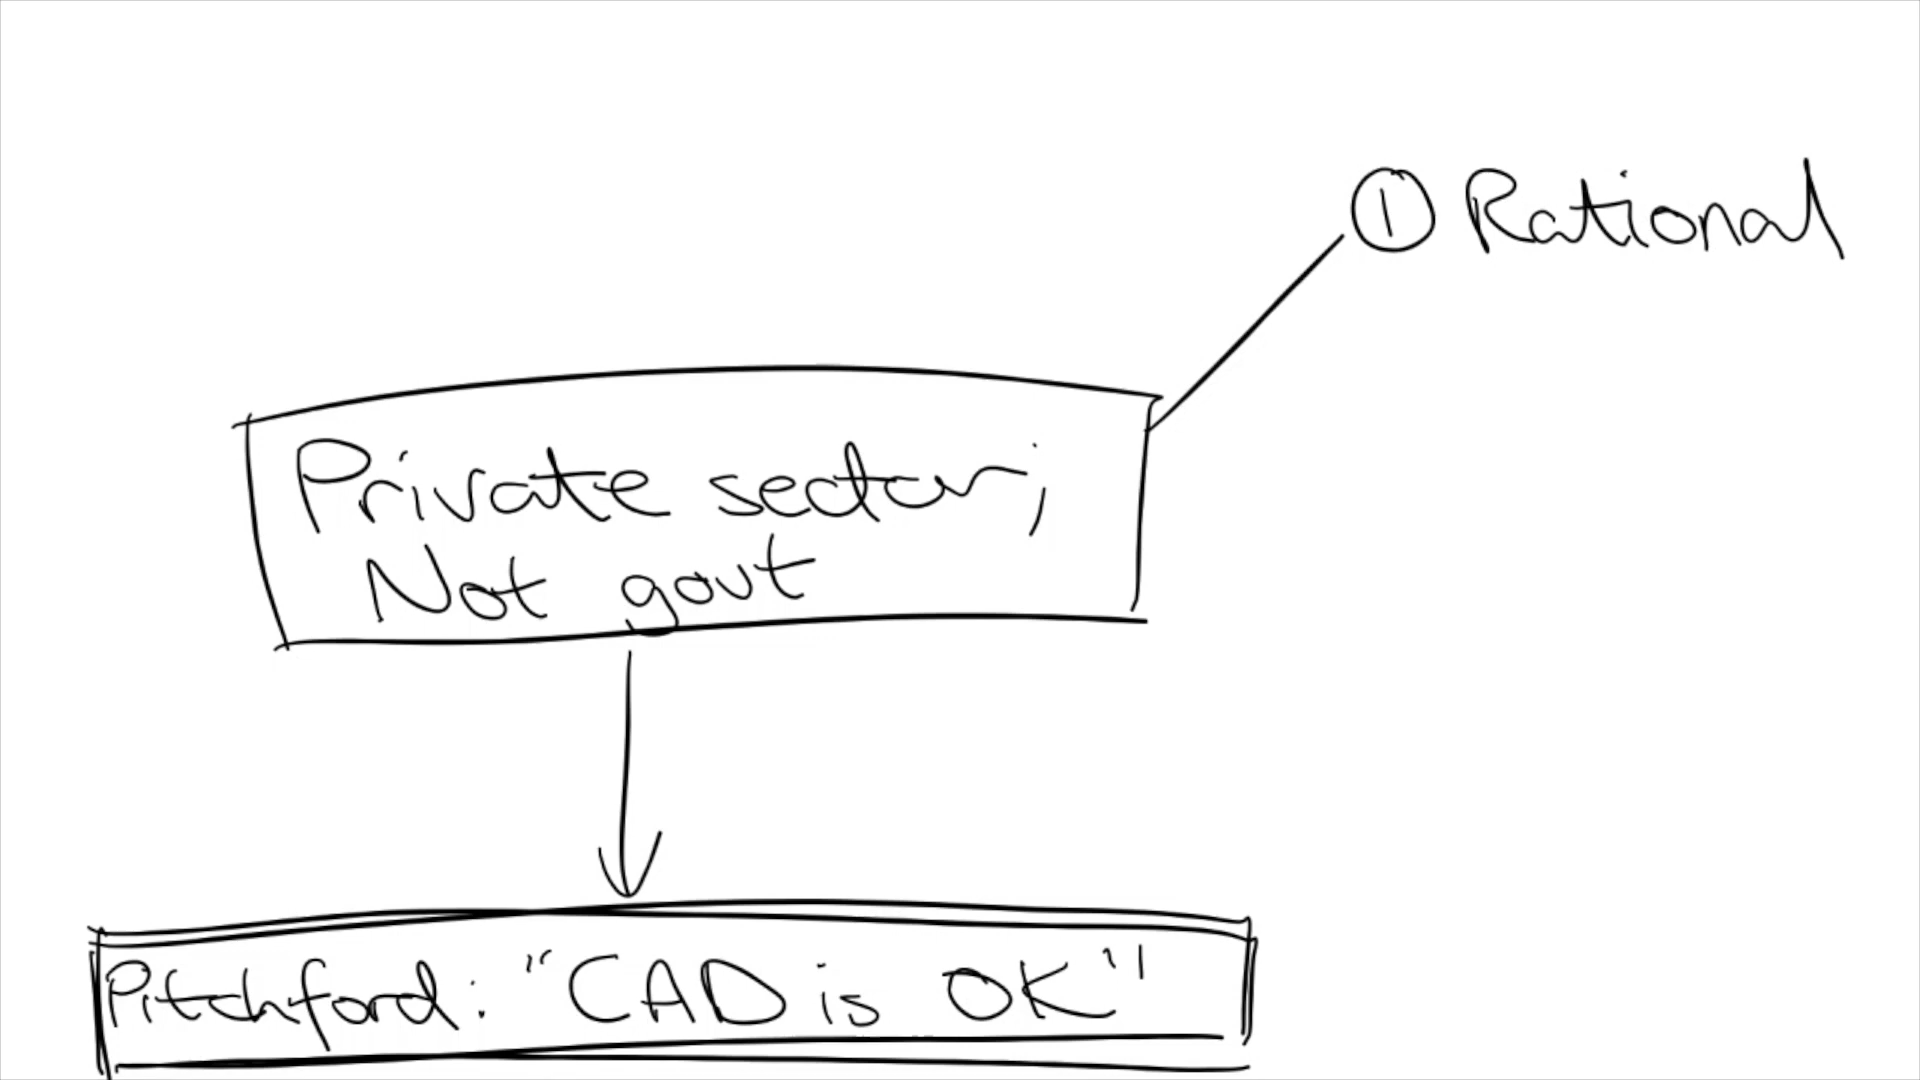 ① Rational
Private sector;
Not govt
Pitchford: "CAD is OK"